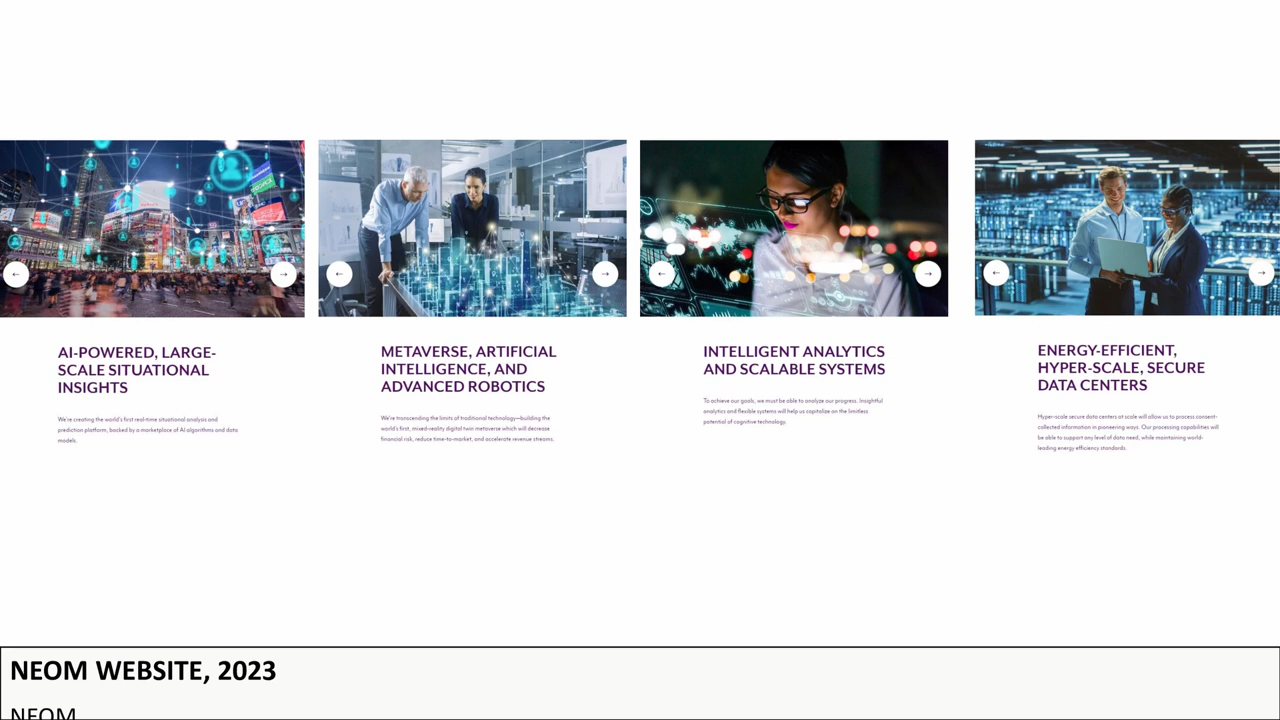 AI-POWERED, LARGE-
SCALE SITUATIONAL
INSIGHTS
We're creating the world's first real-time situational analysis and
prediction platform, backed by a marketplace of AI algorithms and data
models.
METAVERSE, ARTIFICIAL
INTELLIGENCE, AND
ADVANCED ROBOTICS
We're transcending the limits of traditional technology—building the
world's first, mixed-reality digital twin metaverse which will decrease
financial risk, reduce time-to-market, and accelerate revenue streams.
INTELLIGENT ANALYTICS
AND SCALABLE SYSTEMS
To achieve our goals, we must be able to analyze our progress. Insightful
analytics and flexible systems will help us capitalize on the limitless
potential of cognitive technology.
ENERGY-EFFICIENT,
HYPER-SCALE, SECURE
DATA CENTERS
Hyper-scale secure data centers at scale will allow us to process consent-
collected information in pioneering ways. Our processing capabilities will
be able to support any level of data need, while maintaining world-
leading energy efficiency standards.
NEOM WEBSITE, 2023
NEOM